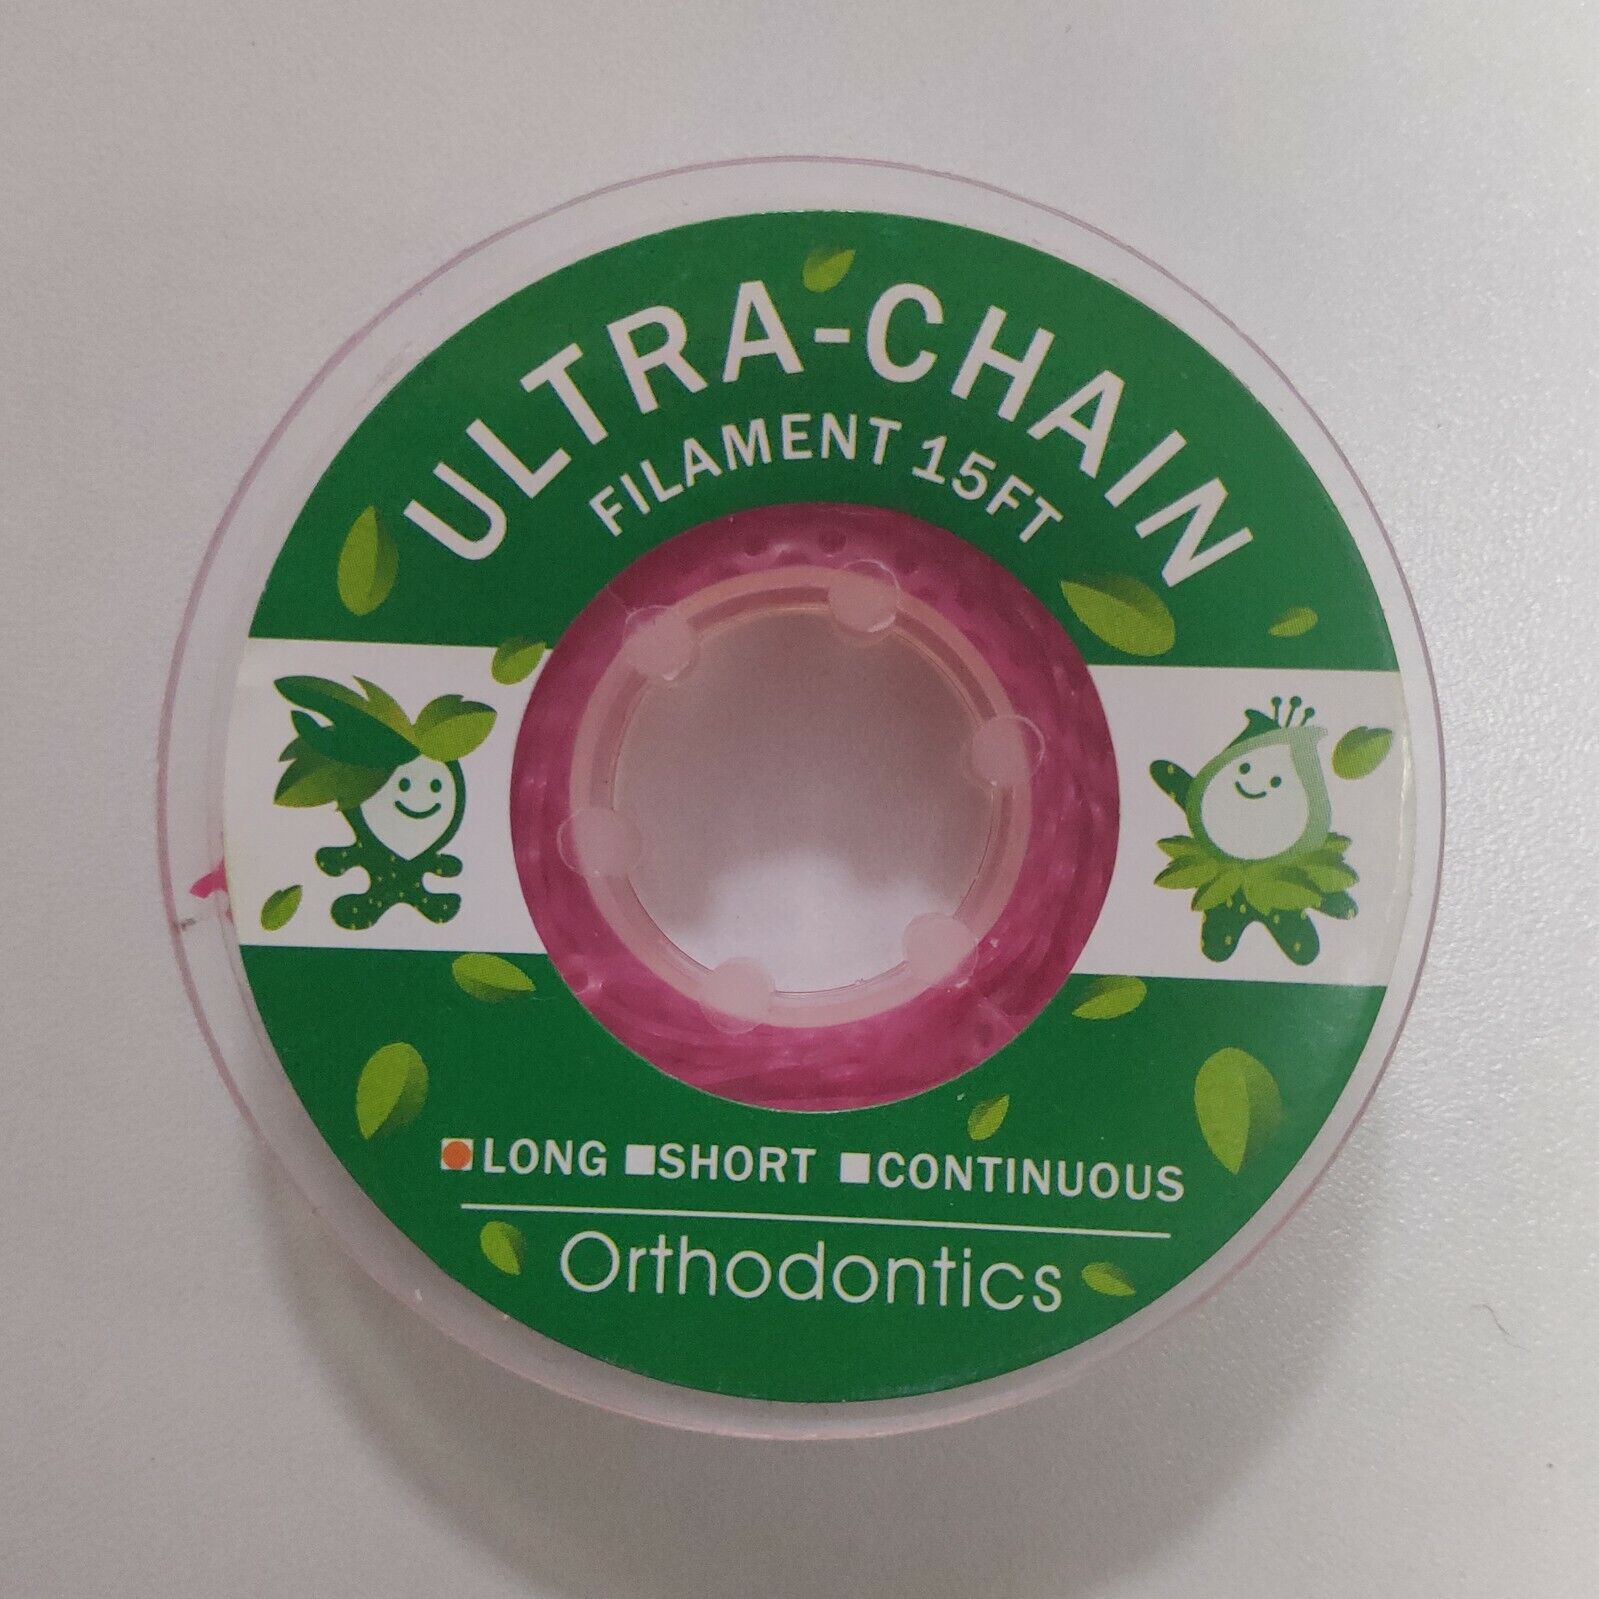 ULTRA-CHAIN
FILAMENT 15FT
LONG SHORT CONTINUOUS
Orthodontics